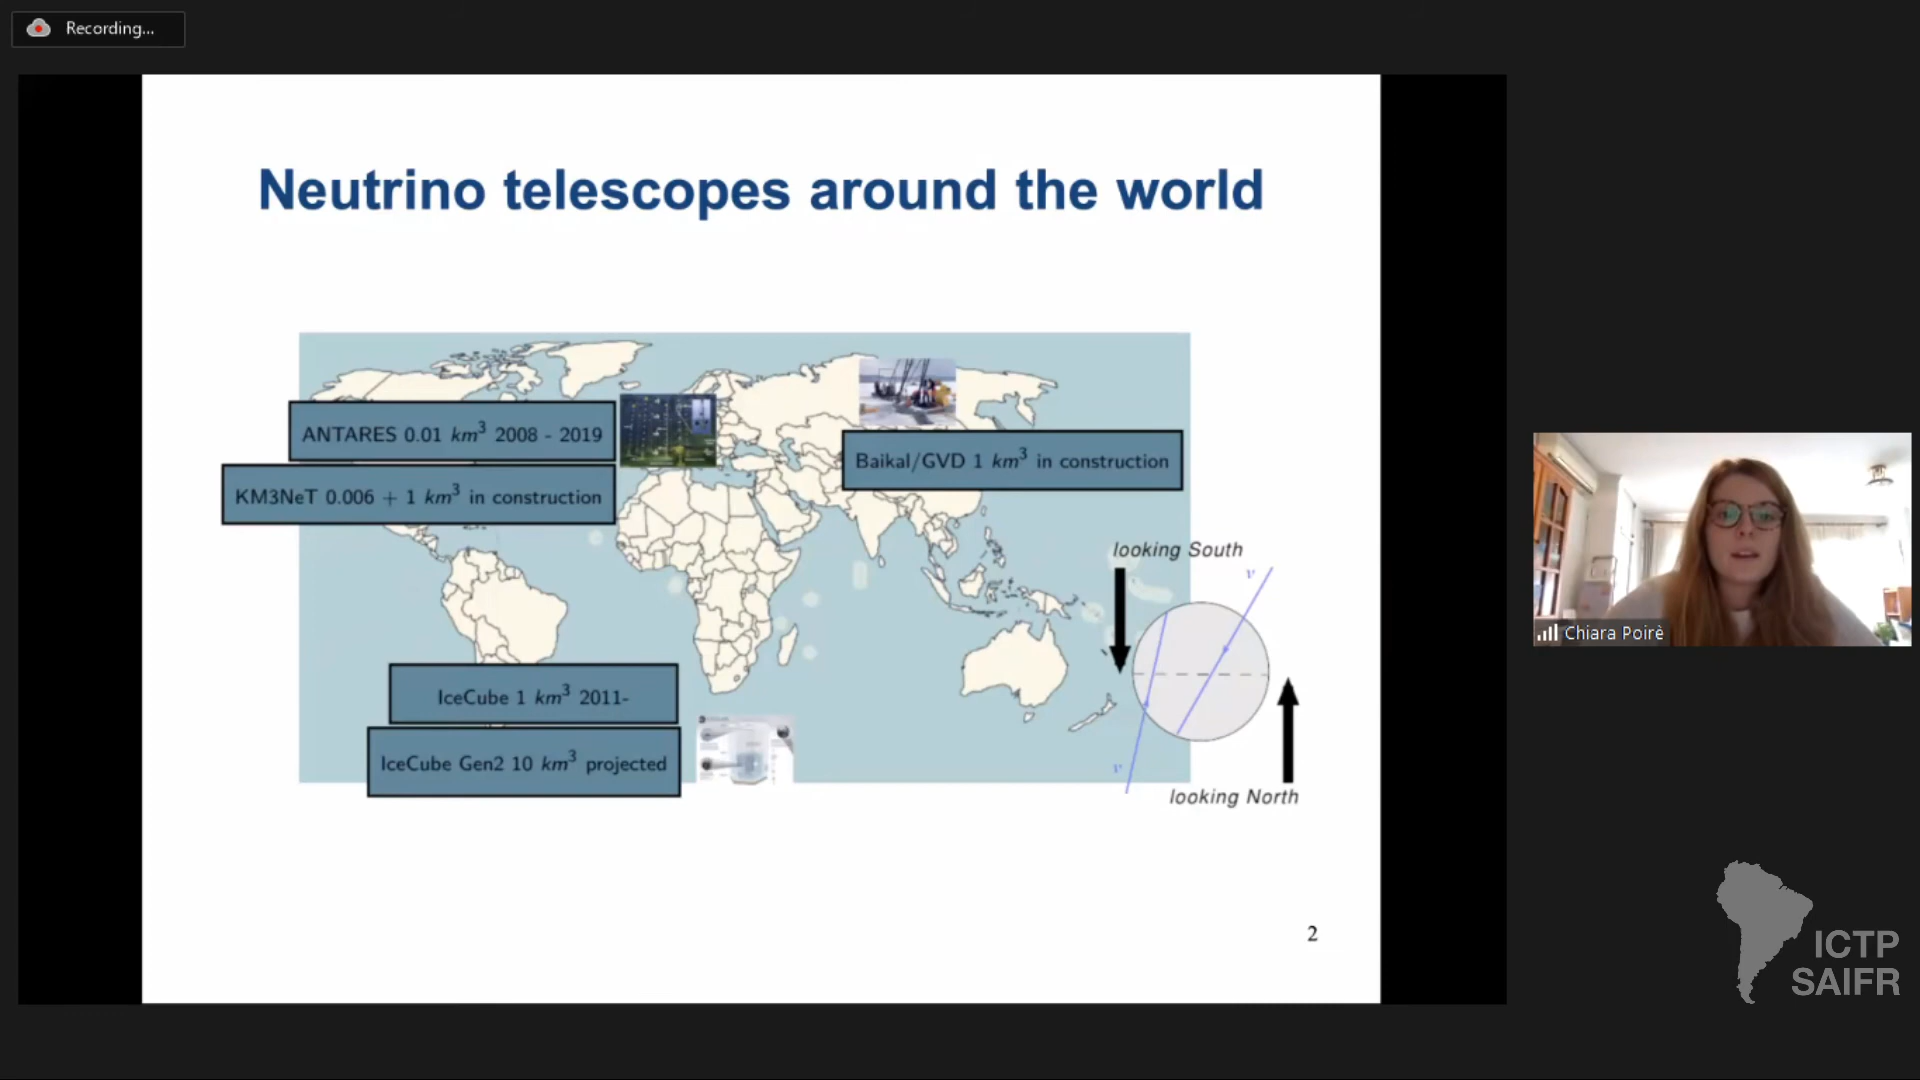 Recording...
Neutrino telescopes around the world
ANTARES 0.01 km³ 2008 - 2019
KM3NeT 0.006 + 1 km³ in construction
Baikal/GVD 1 km³ in construction
looking South
ν
ν
looking North
IceCube 1 km³ 2011-
IceCube Gen2 10 km³ projected
2
Chiara Poirè
ICTP
SAIFR